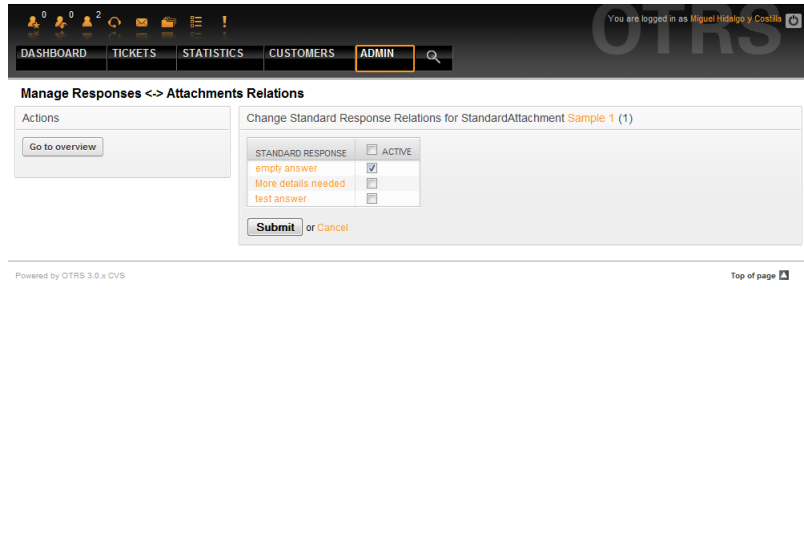 0 0 2
You are logged in as Miguel Hidalgo y Costilla
OTRS
DASHBOARD TICKETS STATISTICS CUSTOMERS ADMIN
Manage Responses <-> Attachments Relations
Actions
Go to overview
Change Standard Response Relations for StandardAttachment Sample 1 (1)
STANDARD RESPONSE ACTIVE
empty answer
More details needed
test answer
Submit or Cancel
Powered by OTRS 3.0.x CVS
Top of page